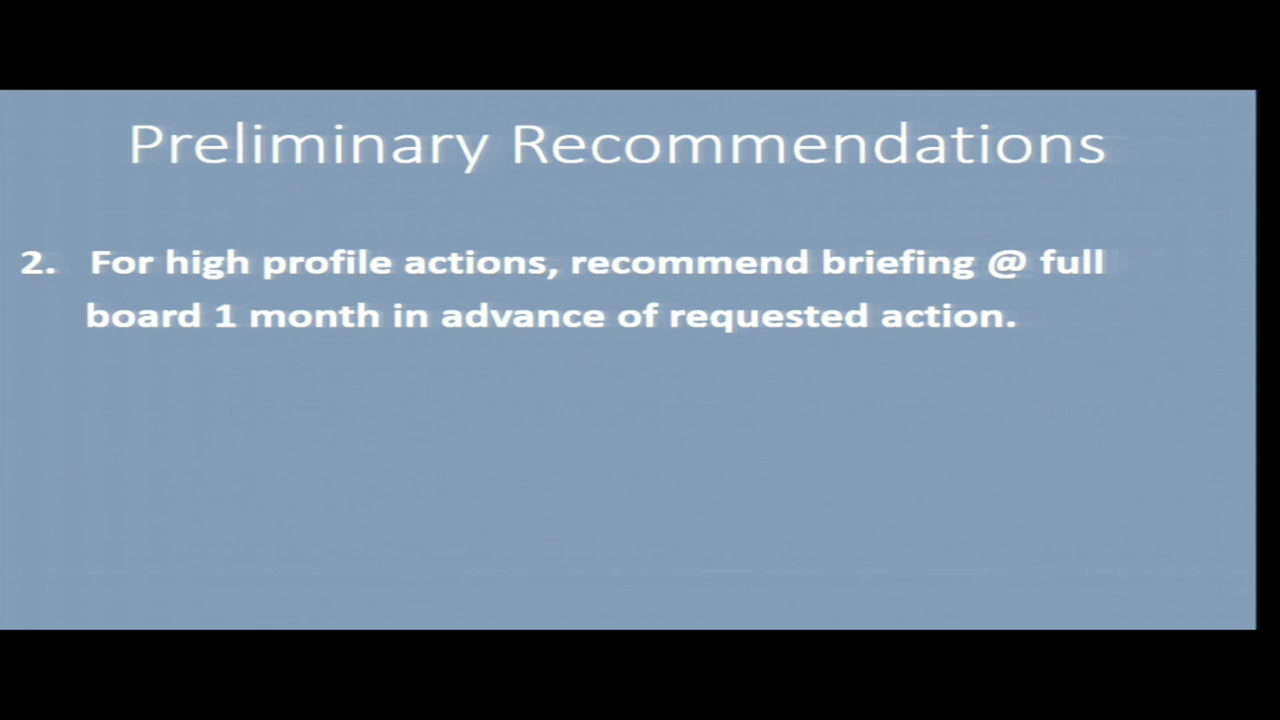 Preliminary Recommendations
2. For high profile actions, recommend briefing @ full
board 1 month in advance of requested action.